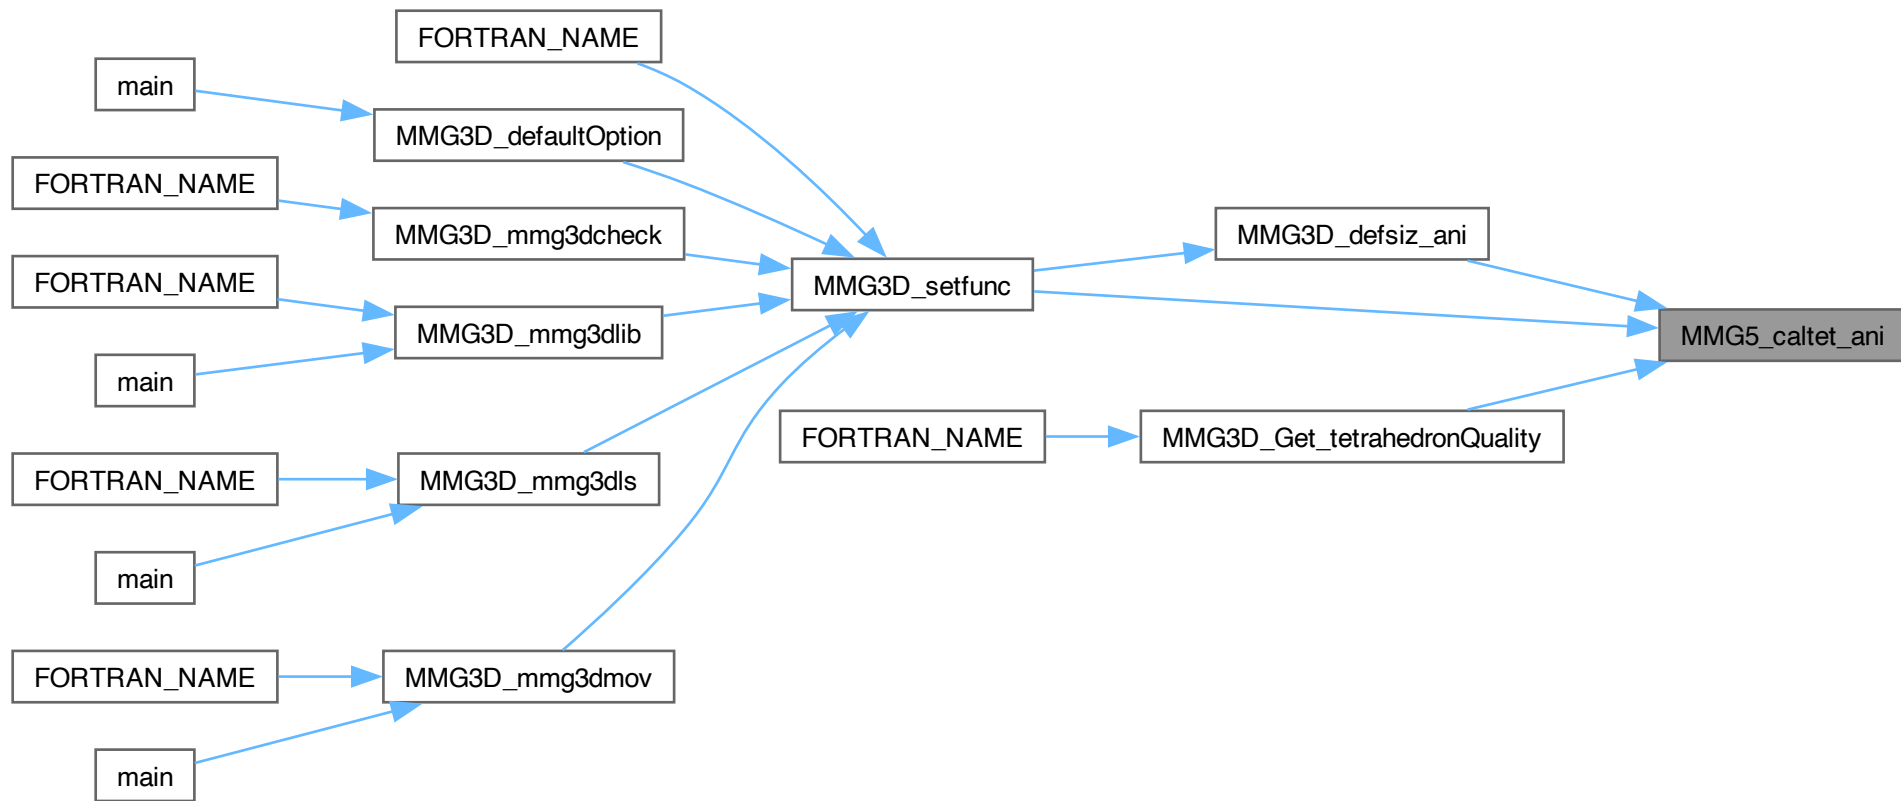 FORTRAN_NAME
main
MMG3D_defaultOption
FORTRAN_NAME
MMG3D_mmg3dcheck
MMG3D_defsiz_ani
FORTRAN_NAME
MMG3D_setfunc
MMG3D_mmg3dlib
MMG5_caltet_ani
main
FORTRAN_NAME
MMG3D_Get_tetrahedronQuality
FORTRAN_NAME
MMG3D_mmg3dls
main
FORTRAN_NAME
MMG3D_mmg3dmov
main